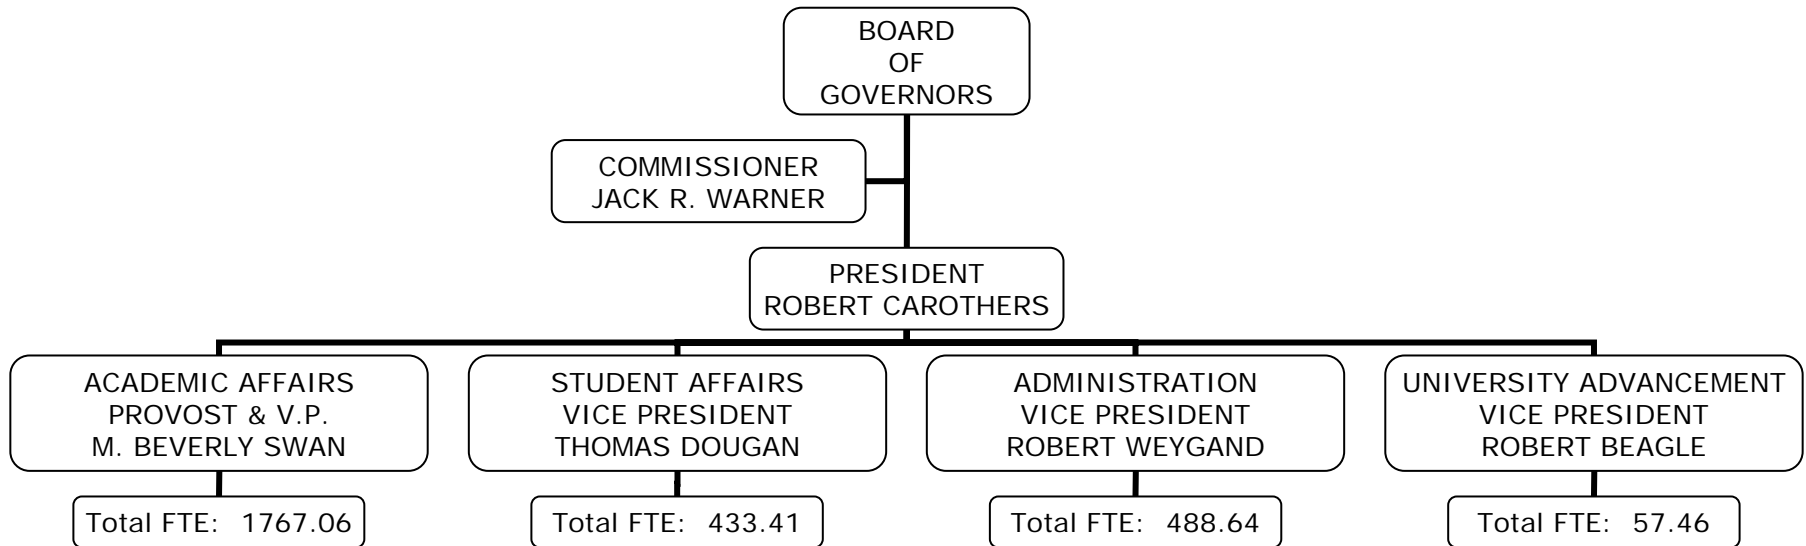 BOARD
OF
GOVERNORS
COMMISSIONER
JACK R. WARNER
PRESIDENT
ROBERT CAROTHERS
ACADEMIC AFFAIRS
PROVOST & V.P.
M. BEVERLY SWAN
STUDENT AFFAIRS
VICE PRESIDENT
THOMAS DOUGAN
ADMINISTRATION
VICE PRESIDENT
ROBERT WEYGAND
UNIVERSITY ADVANCEMENT
VICE PRESIDENT
ROBERT BEAGLE
Total FTE: 1767.06
Total FTE: 433.41
Total FTE: 488.64
Total FTE: 57.46